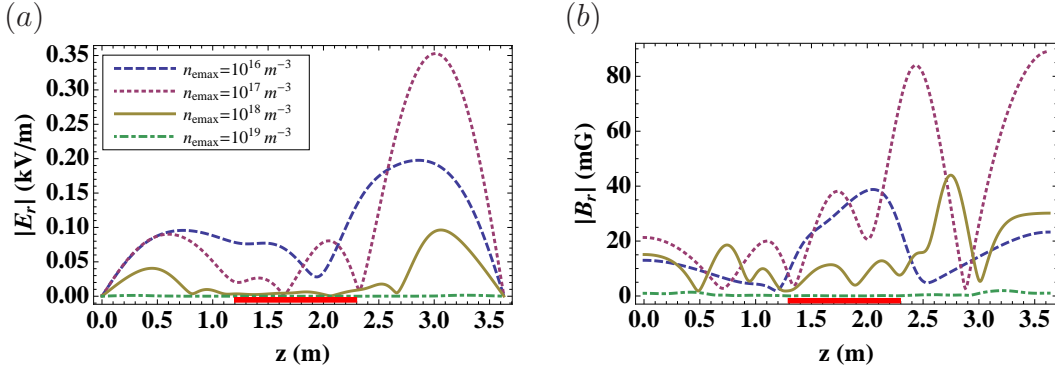 (a)
|E_r| (kV/m)
0.35
0.30
0.25
0.20
0.15
0.10
0.05
0.00
n_emax=10^16 m^-3
n_emax=10^17 m^-3
n_emax=10^18 m^-3
n_emax=10^19 m^-3
0.0 0.5 1.0 1.5 2.0 2.5 3.0 3.5
z (m)
(b)
|B_r| (mG)
80
60
40
20
0
0.0 0.5 1.0 1.5 2.0 2.5 3.0 3.5
z (m)